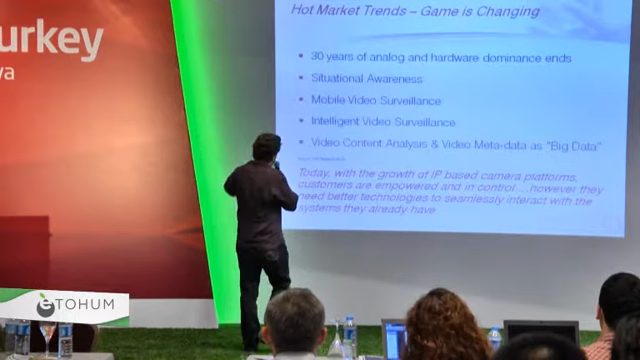 Hot Market Trends – Game is Changing
urkey
• 30 years of analog and hardware dominance ends
• Situational Awareness
• Mobile Video Surveillance
• Intelligent Video Surveillance
• Video Content Analysis & Video Meta-data as "Big Data"
Today, with the growth of IP based camera platforms,
customers are empowered and in control....however they
need better technologies to seamlessly interact with the
systems they already have
eTOHUM